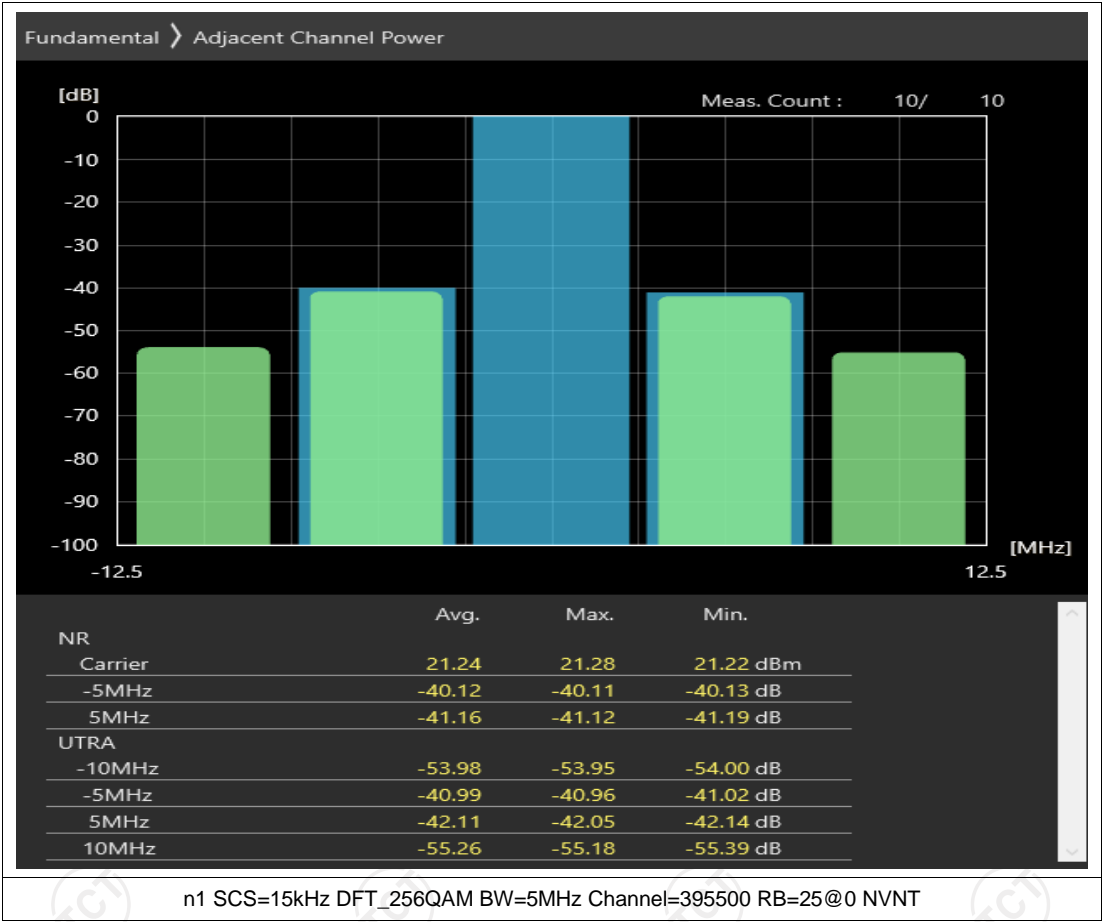 Fundamental ❯ Adjacent Channel Power
[dB]
Meas. Count : 10/ 10
0
-10
-20
-30
-40
-50
-60
-70
-80
-90
-100
[MHz]
-12.5 12.5
Avg. Max. Min.
NR
Carrier 21.24 21.28 21.22 dBm
-5MHz -40.12 -40.11 -40.13 dB
5MHz -41.16 -41.12 -41.19 dB
UTRA
-10MHz -53.98 -53.95 -54.00 dB
-5MHz -40.99 -40.96 -41.02 dB
5MHz -42.11 -42.05 -42.14 dB
10MHz -55.26 -55.18 -55.39 dB
n1 SCS=15kHz DFT_256QAM BW=5MHz Channel=395500 RB=25@0 NVNT
TCT TCT TCT TCT